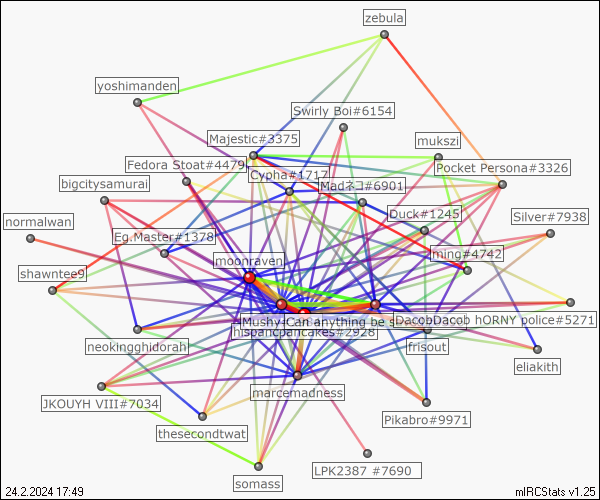 zebula
yoshimanden
Swirly Boi#6154
Majestic#3375
mukszi
Fedora Stoat#4479
Cypha#1717
Pocket Persona#3326
bigcitysamurai
Madネコ#6901
normalwan
Duck#1245
Silver#7938
Eg.Master#1378
moonraven
ming#4742
shawntee9
Mushy
Can anything be s
DacobDacob
hORNY police#5271
hispanicpancakes#2928
neokingghidorah
frisout
eliakith
marcemadness
JKOUYH VIII#7034
Pikabro#9971
thesecondtwat
LPK2387 #7690
somass
24.2.2024 17:49
mIRCStats v1.25